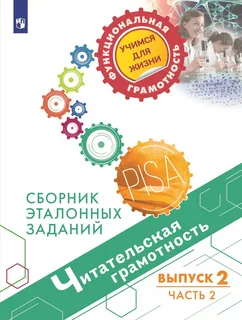 ФУНКЦИОНАЛЬНАЯ
УЧИМСЯ ДЛЯ
ЖИЗНИ
ГРАМОТНОСТЬ
PISA
СБОРНИК
ЭТАЛОННЫХ
ЗАДАНИЙ
Читательская
грамотность
ВЫПУСК 2
ЧАСТЬ 2